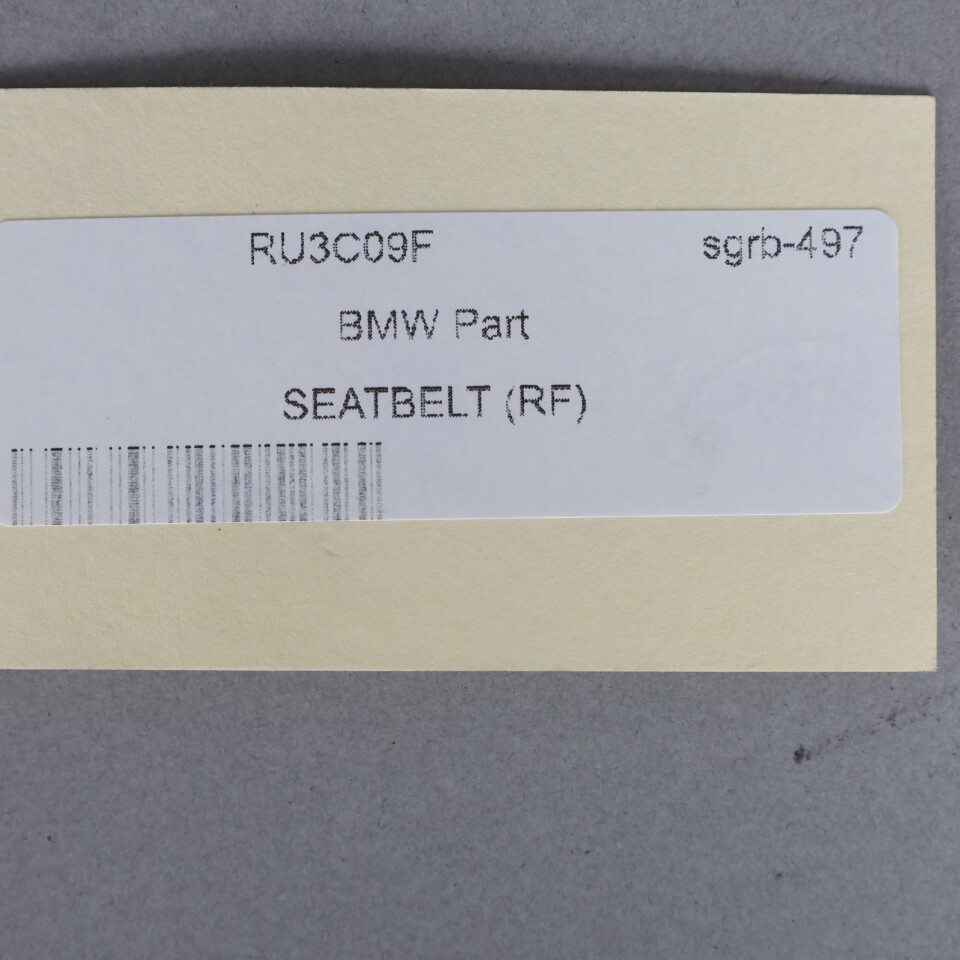 RU3C09F sgrb-497
BMW Part
SEATBELT (RF)